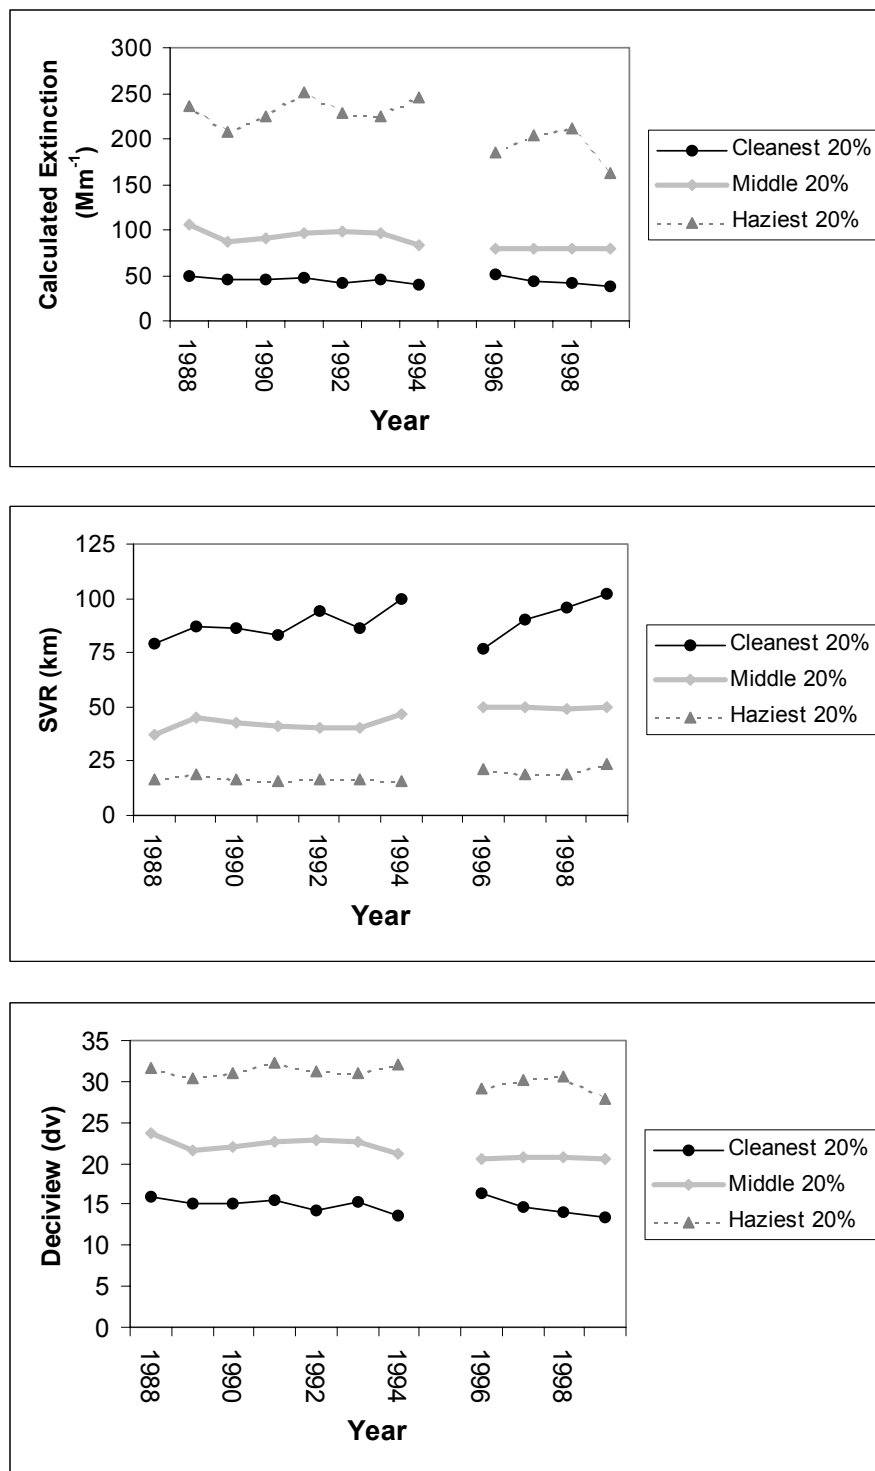 300
250
200
150
100
50
0
Calculated Extinction
(Mm-1)
1988
1990
1992
1994
1996
1998
Year
Cleanest 20%
Middle 20%
Haziest 20%
125
100
75
50
25
0
SVR (km)
1988
1990
1992
1994
1996
1998
Year
Cleanest 20%
Middle 20%
Haziest 20%
35
30
25
20
15
10
5
0
Deciview (dv)
1988
1990
1992
1994
1996
1998
Year
Cleanest 20%
Middle 20%
Haziest 20%